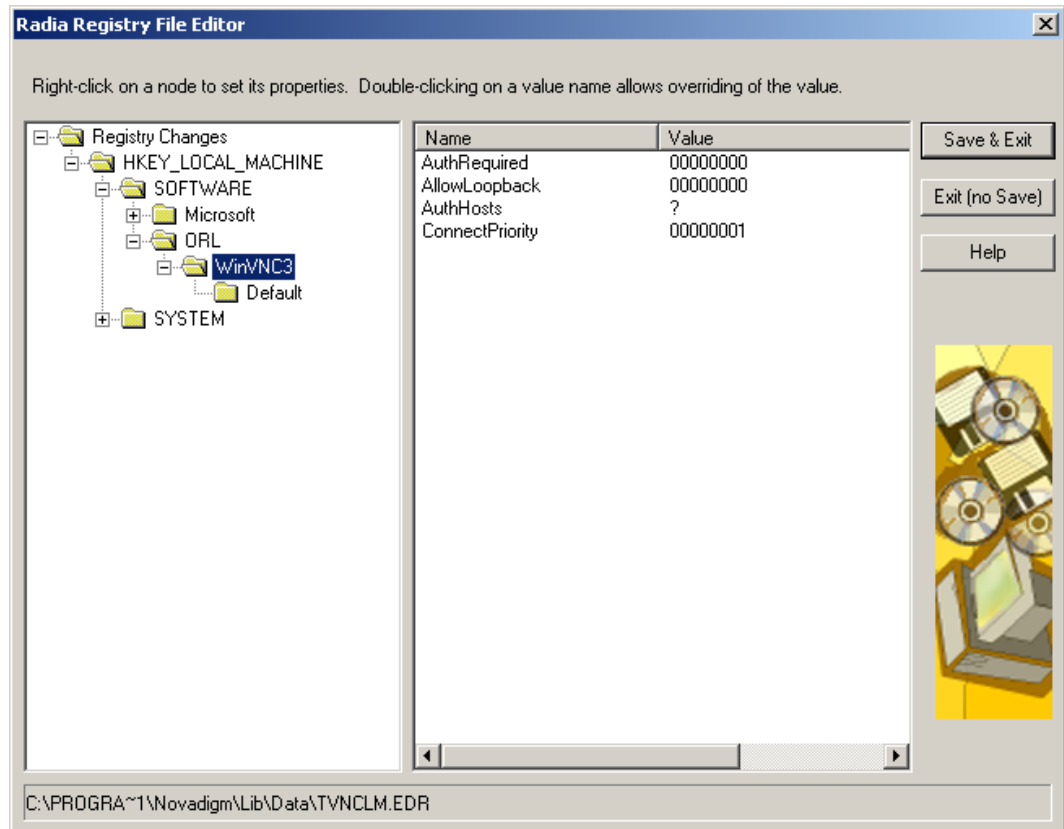 Radia Registry File Editor
Right-click on a node to set its properties.  Double-clicking on a value name allows overriding of the value.
Registry Changes
HKEY_LOCAL_MACHINE
SOFTWARE
Microsoft
ORL
WinVNC3
Default
SYSTEM
Name Value
AuthRequired 00000000
AllowLoopback 00000000
AuthHosts ?
ConnectPriority 00000001
Save & Exit
Exit (no Save)
Help
C:\PROGRA~1\Novadigm\Lib\Data\TVNCLM.EDR